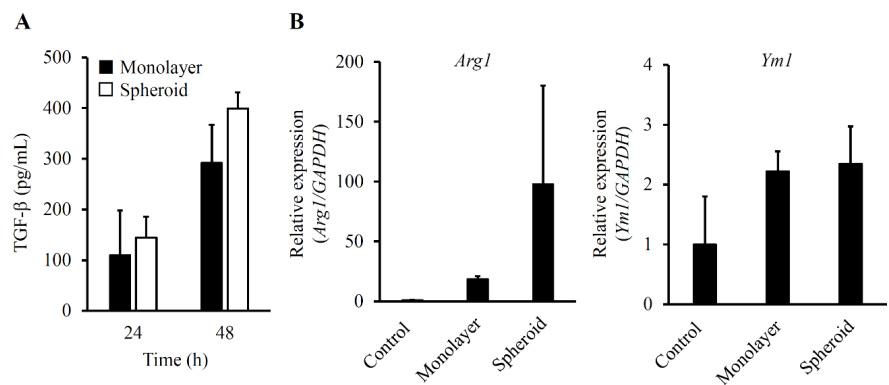 A
TGF-β (pg/mL)
500
400
300
200
100
0
Monolayer
Spheroid
24
48
Time (h)
B
Arg1
Relative expression
(Arg1/GAPDH)
200
150
100
50
0
Control
Monolayer
Spheroid
Ym1
Relative expression
(Ym1/GAPDH)
4
3
2
1
0
Control
Monolayer
Spheroid